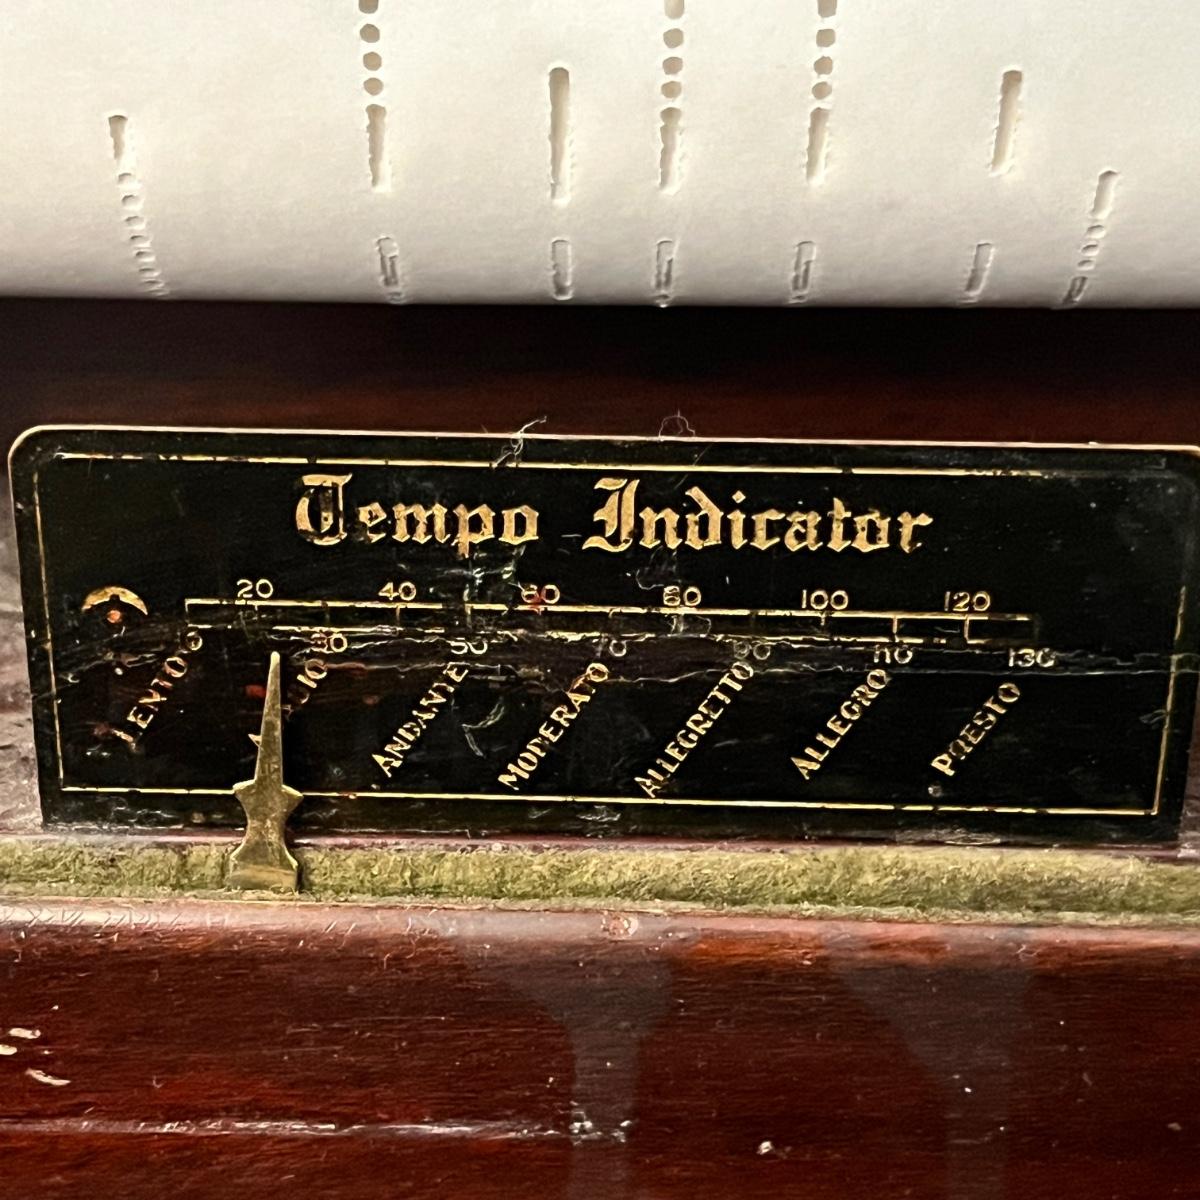 Tempo Indicator
20 40 60 80 100 120
0 30 50 70 90 110 130
LENTO ANDANTE MODERATO ALLEGRETTO ALLEGRO PRESTO